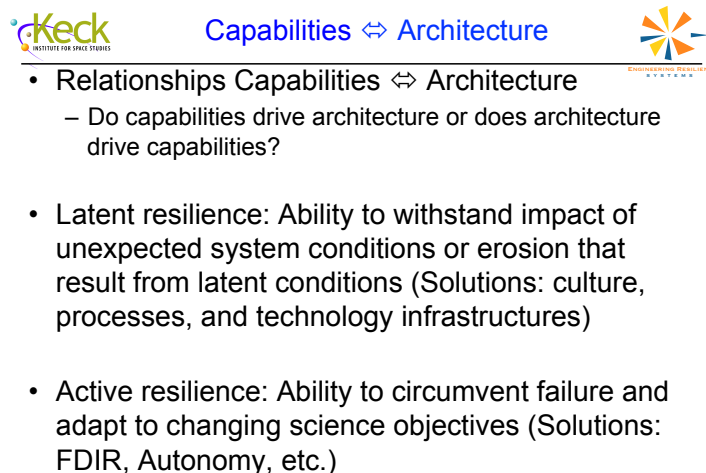 Keck
INSTITUTE FOR SPACE STUDIES
Capabilities ⇔ Architecture
ENGINEERING RESILIE
SYSTEMS
• Relationships Capabilities ⇔ Architecture
– Do capabilities drive architecture or does architecture
drive capabilities?
• Latent resilience: Ability to withstand impact of
unexpected system conditions or erosion that
result from latent conditions (Solutions: culture,
processes, and technology infrastructures)
• Active resilience: Ability to circumvent failure and
adapt to changing science objectives (Solutions:
FDIR, Autonomy, etc.)